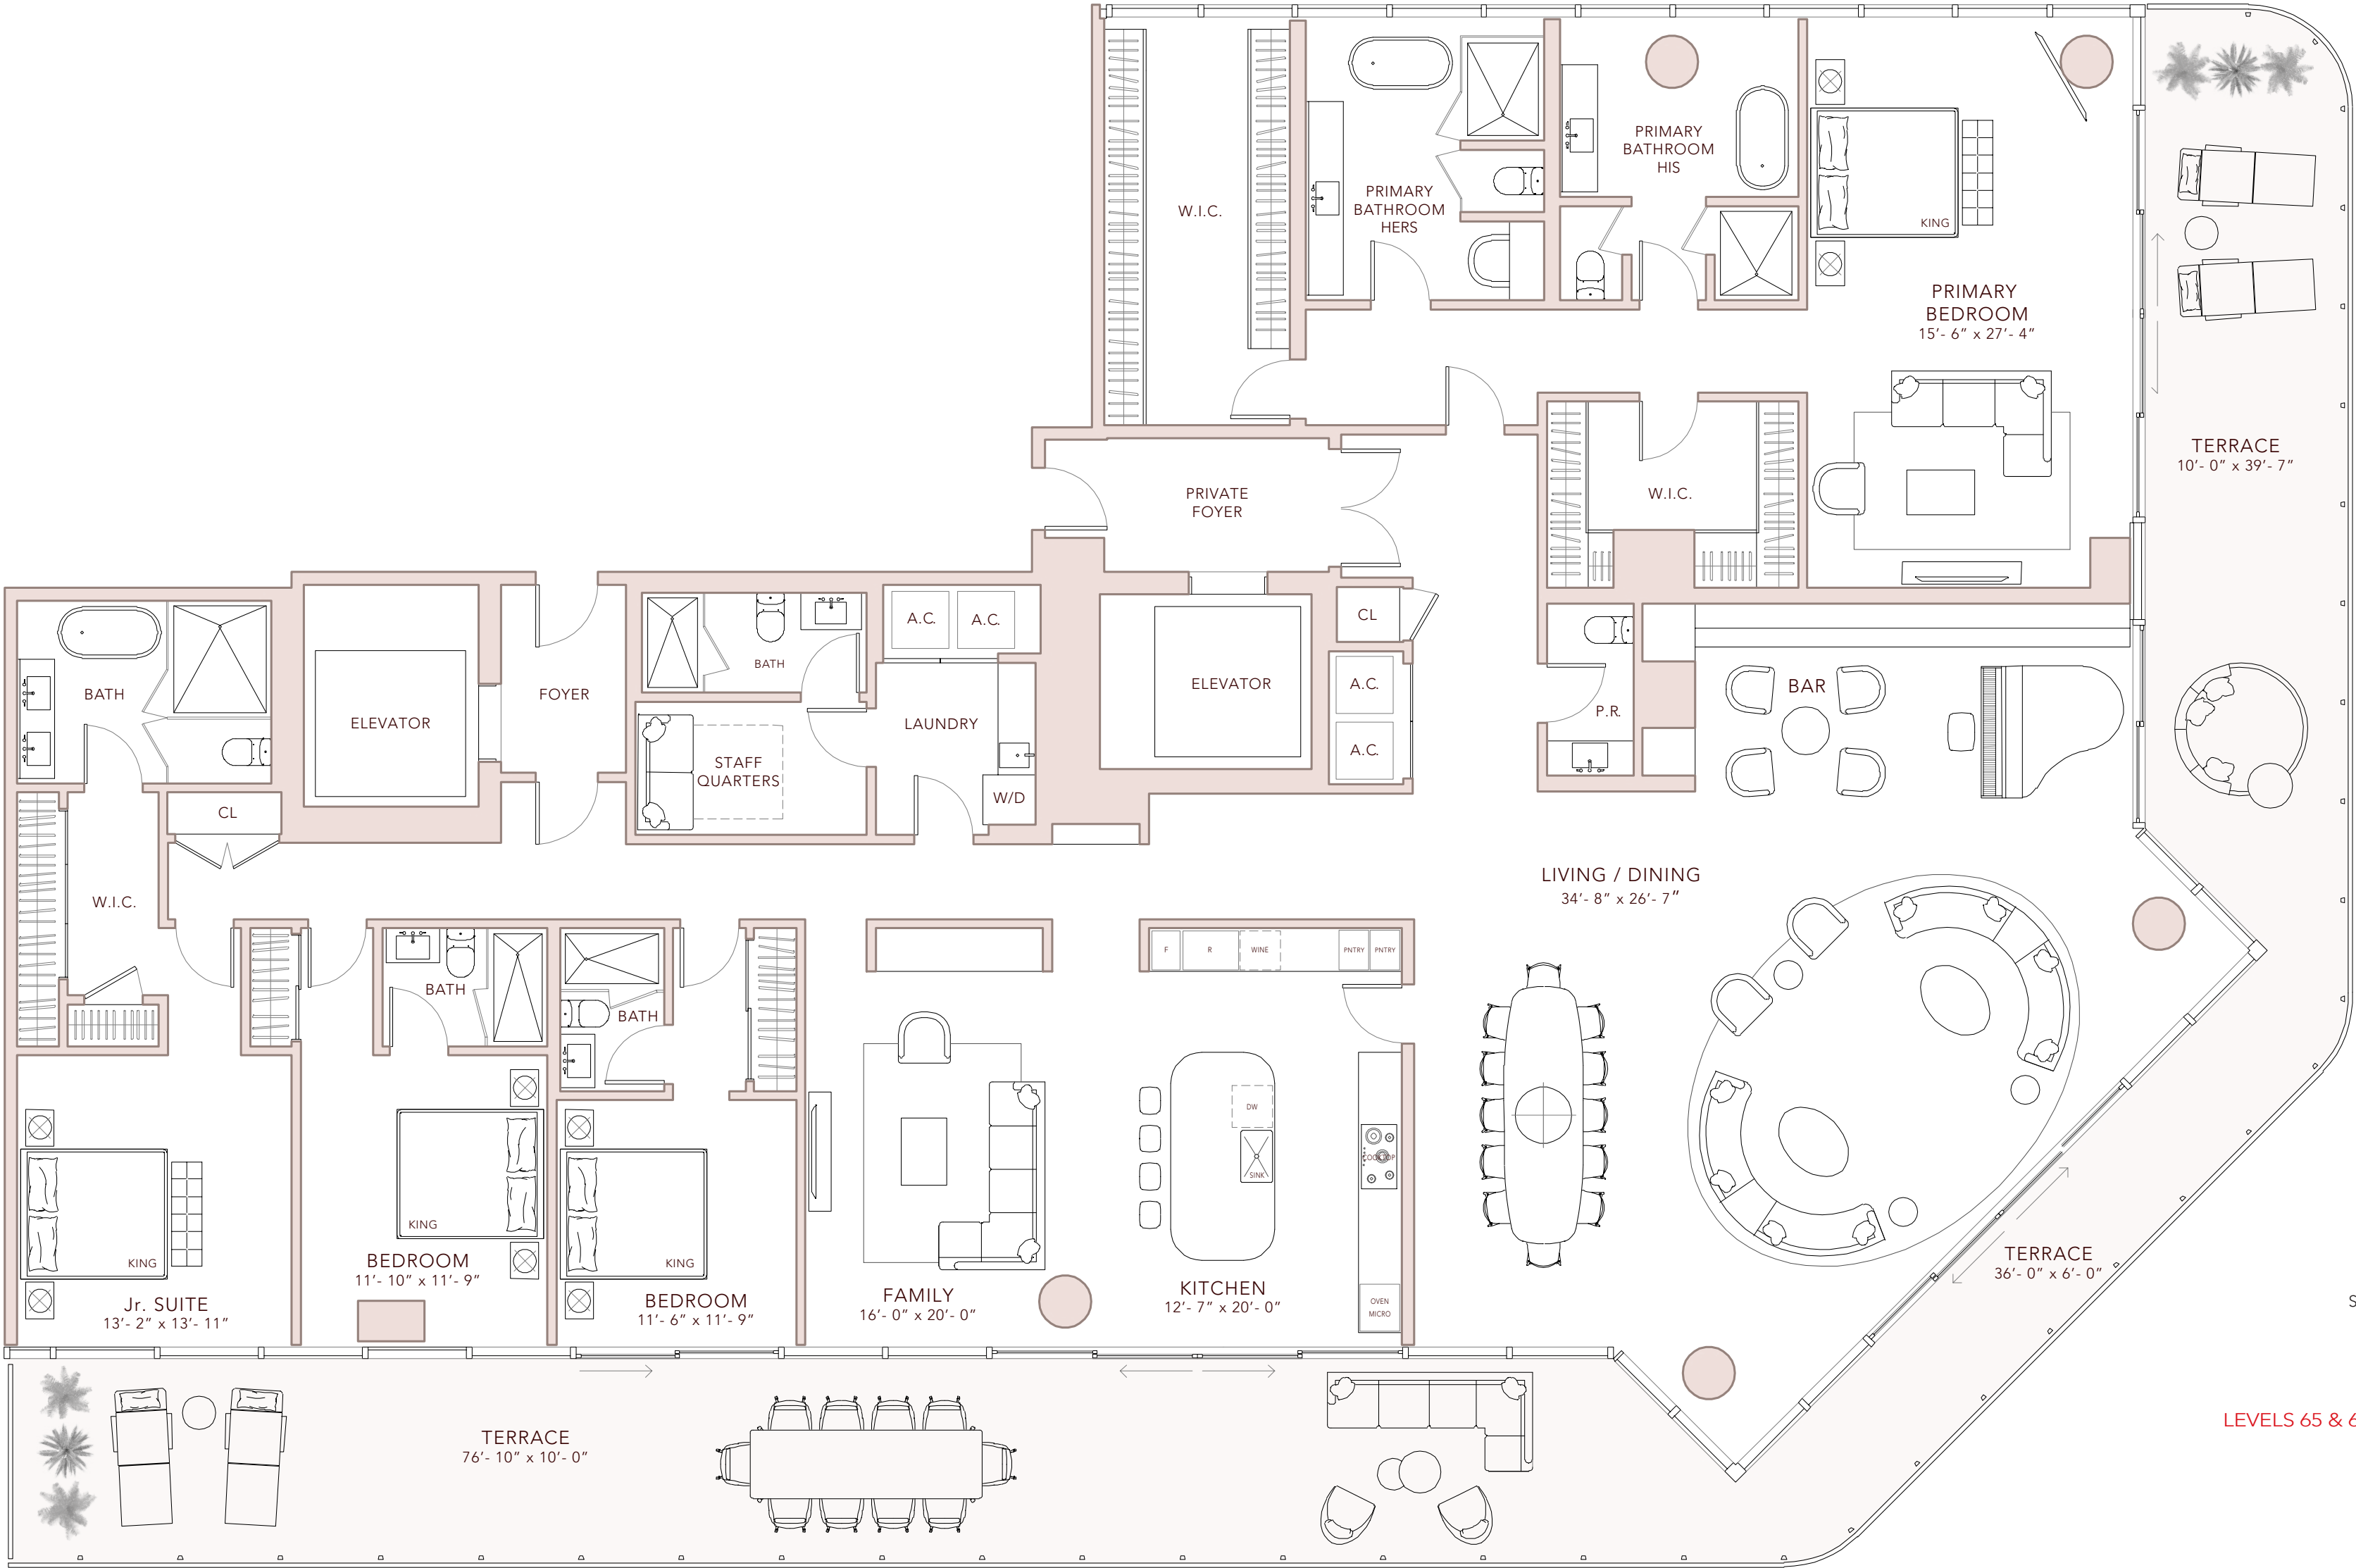 W.I.C.
PRIMARY
BATHROOM
HERS
PRIMARY
BATHROOM
HIS
KING
PRIMARY
BEDROOM
15'- 6" x 27'- 4"
TERRACE
10'- 0" x 39'- 7"
PRIVATE
FOYER
W.I.C.
CL
A.C.
A.C.
ELEVATOR
A.C.
A.C.
P.R.
BAR
BATH
ELEVATOR
FOYER
BATH
STAFF
QUARTERS
LAUNDRY
W/D
CL
W.I.C.
BATH
BATH
F
R
WINE
PNTRY
PNTRY
LIVING / DINING
34'- 8" x 26'- 7"
DW
SINK
COOKTOP
OVEN
MICRO
KING
Jr. SUITE
13'- 2" x 13'- 11"
KING
BEDROOM
11'- 10" x 11'- 9"
KING
BEDROOM
11'- 6" x 11'- 9"
FAMILY
16'- 0" x 20'- 0"
KITCHEN
12'- 7" x 20'- 0"
TERRACE
36'- 0" x 6'- 0"
S
TERRACE
76'- 10" x 10'- 0"
LEVELS 65 & 6